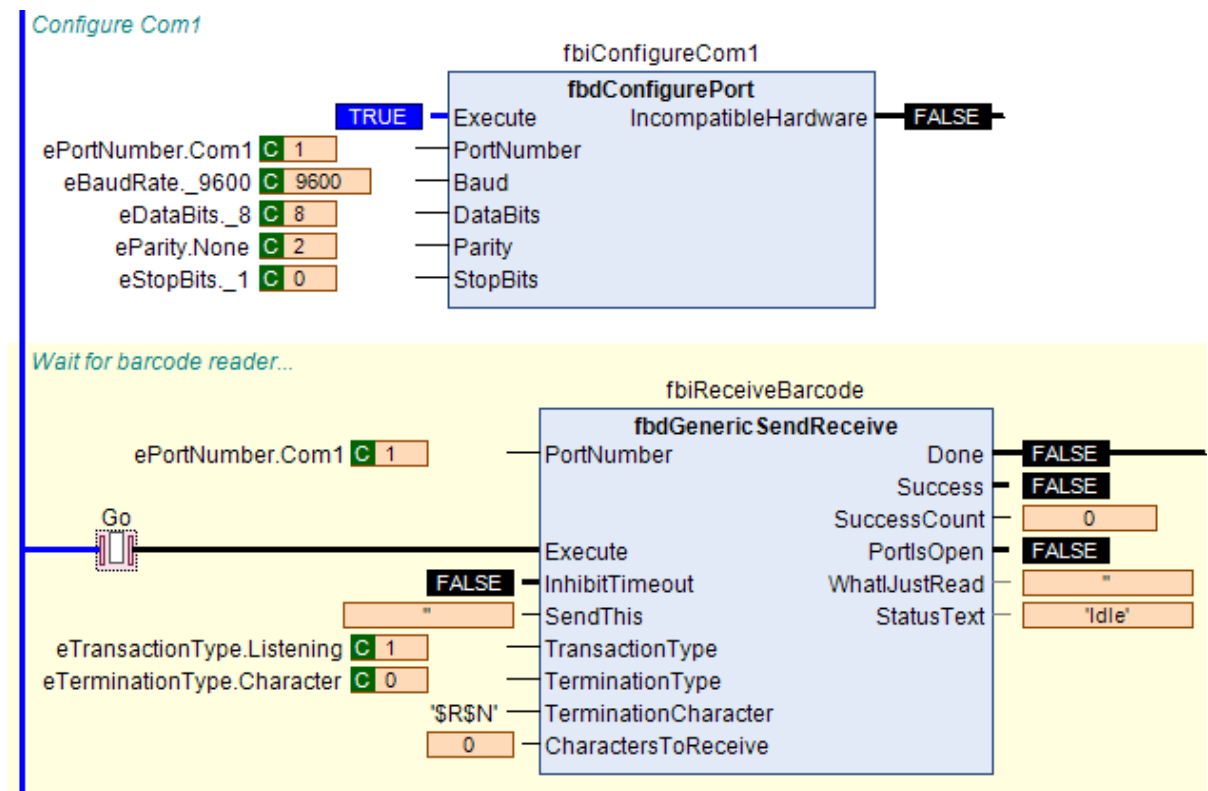 Configure Com1
fbiConfigureCom1
fbdConfigurePort
TRUE Execute IncompatibleHardware FALSE
ePortNumber.Com1 C 1 PortNumber
eBaudRate._9600 C 9600 Baud
eDataBits._8 C 8 DataBits
eParity.None C 2 Parity
eStopBits._1 C 0 StopBits
Wait for barcode reader...
fbiReceiveBarcode
fbdGenericSendReceive
ePortNumber.Com1 C 1 PortNumber Done FALSE
Success FALSE
SuccessCount 0
Go
Execute PortIsOpen FALSE
FALSE InhibitTimeout WhatIJustRead ''
'' SendThis StatusText 'Idle'
eTransactionType.Listening C 1 TransactionType
eTerminationType.Character C 0 TerminationType
'$R$N' TerminationCharacter
0 CharactersToReceive